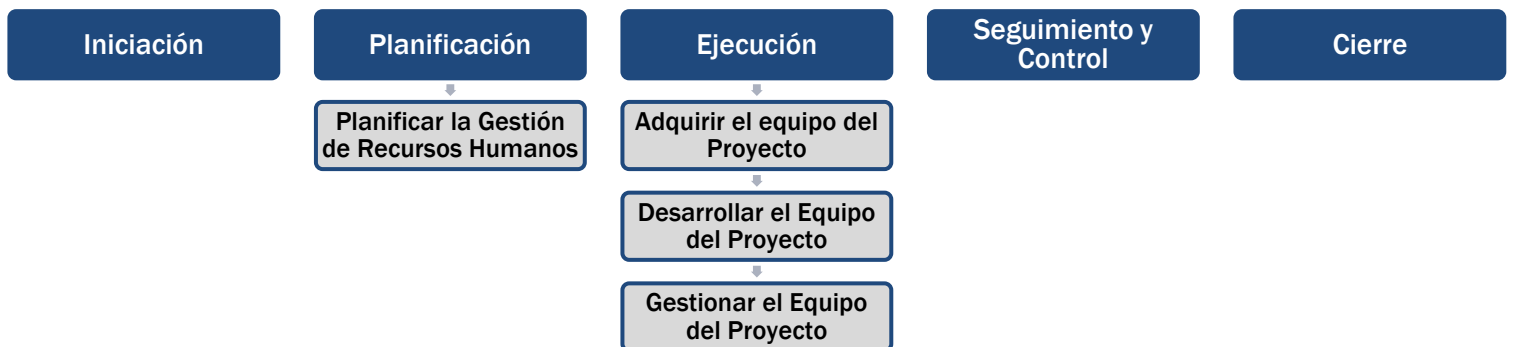 Iniciación
Planificación
Ejecución
Seguimiento y
Control
Cierre
Planificar la Gestión
de Recursos Humanos
Adquirir el equipo del
Proyecto
Desarrollar el Equipo
del Proyecto
Gestionar el Equipo
del Proyecto